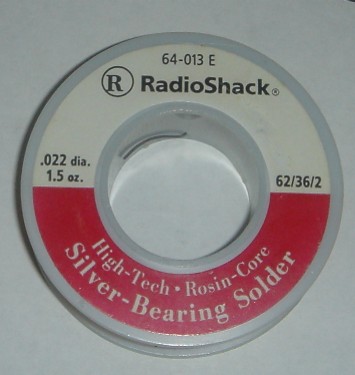 64-013 E
R RadioShack®
.022 dia.
1.5 oz.
62/36/2
High-Tech • Rosin-Core
Silver-Bearing Solder